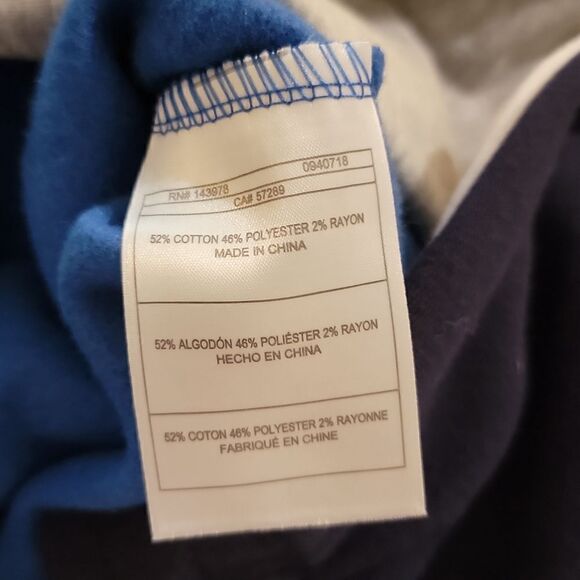 RN# 143978 0940718
CA# 57289
52% COTTON 46% POLYESTER 2% RAYON
MADE IN CHINA
52% ALGODÓN 46% POLIÉSTER 2% RAYON
HECHO EN CHINA
52% COTON 46% POLYESTER 2% RAYONNE
FABRIQUÉ EN CHINE